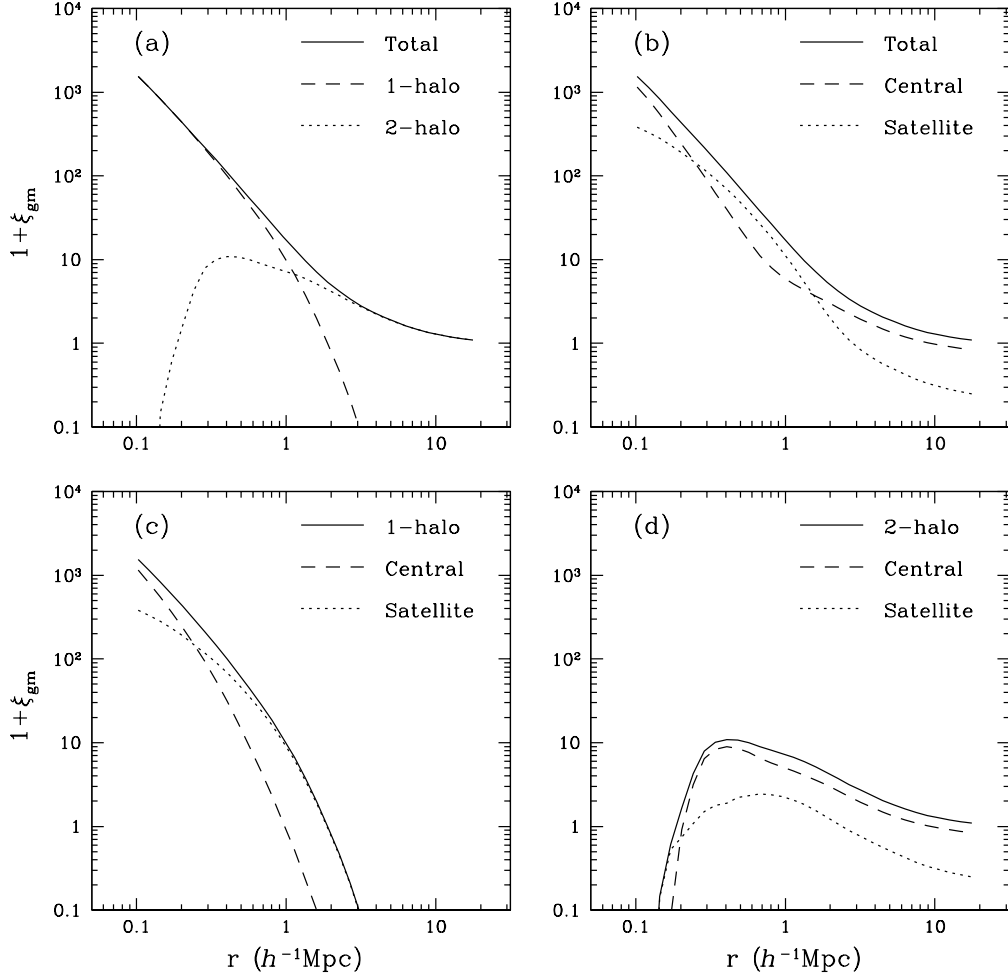 (a)
Total
1-halo
2-halo
10⁴
10³
10²
10
1
0.1
0.1
1
10
1+ξgm
(b)
Total
Central
Satellite
10⁴
10³
10²
10
1
0.1
0.1
1
10
(c)
1-halo
Central
Satellite
10⁴
10³
10²
10
1
0.1
0.1
1
10
1+ξgm
r (h⁻¹Mpc)
(d)
2-halo
Central
Satellite
10⁴
10³
10²
10
1
0.1
0.1
1
10
r (h⁻¹Mpc)